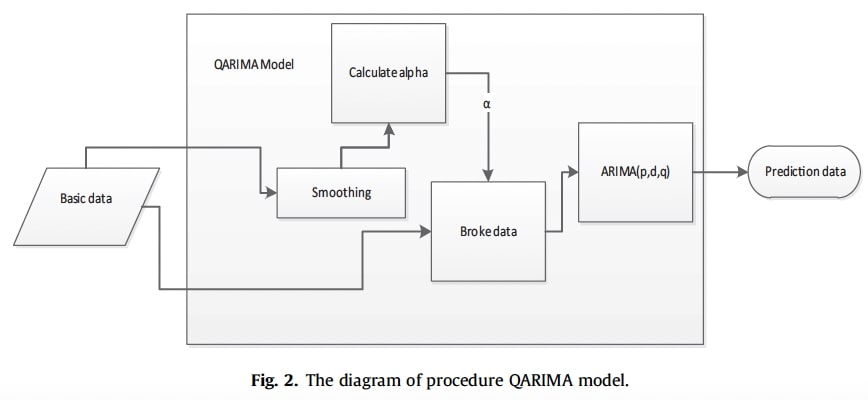 QARIMA Model
Calculate alpha
α
ARIMA(p,d,q)
Prediction data
Basic data
Smoothing
Broke data
Fig. 2. The diagram of procedure QARIMA model.